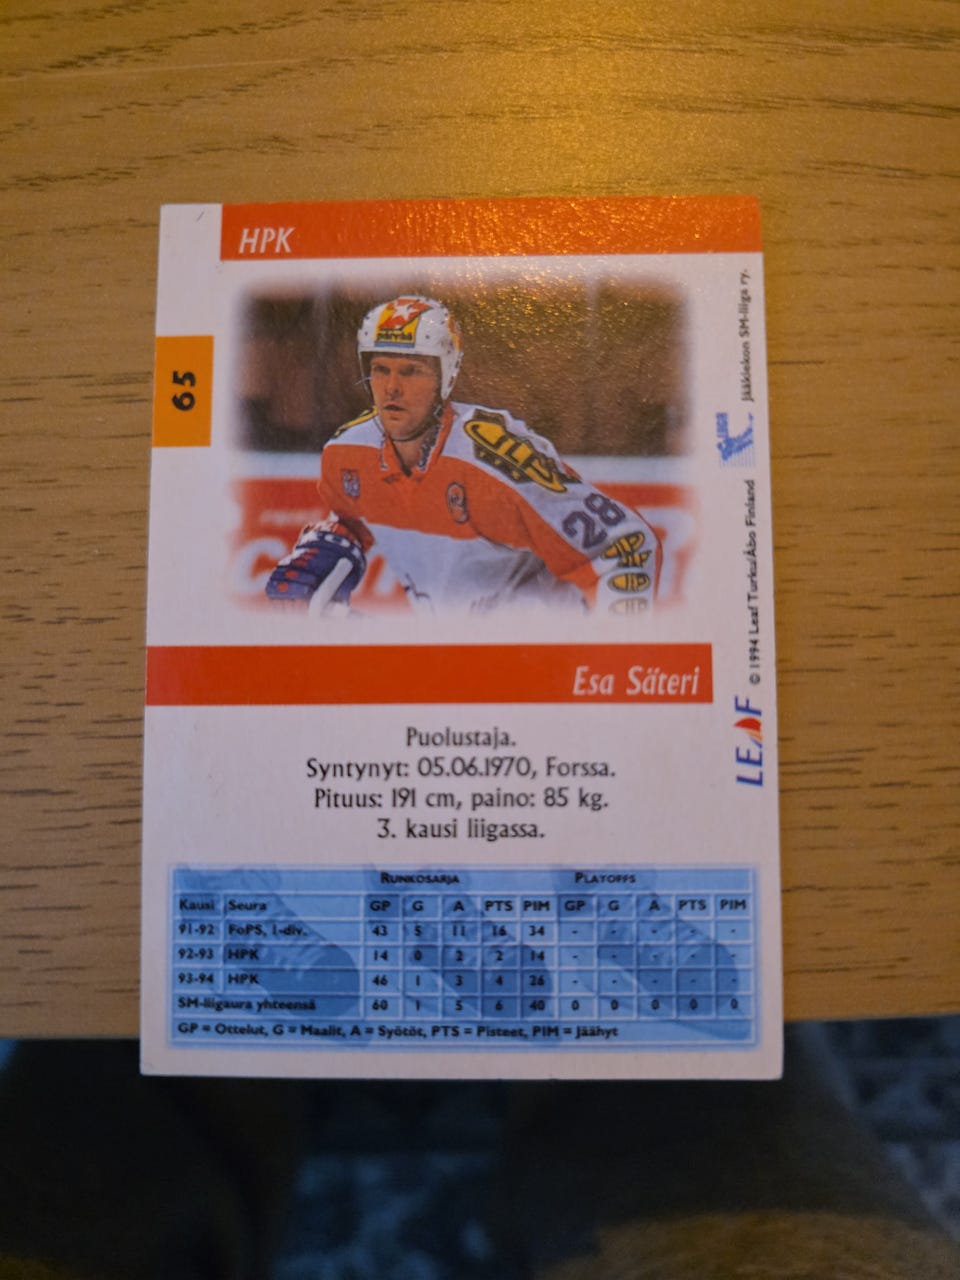 HPK
65
28
Jääkiekon SM-liiga ry.
© 1994 Leaf Turku/Åbo Finland
LEAF
Esa Säteri
Puolustaja.
Syntynyt: 05.06.1970, Forssa.
Pituus: 191 cm, paino: 85 kg.
3. kausi liigassa.
RUNKOSARJA PLAYOFFS
Kausi Seura GP G A PTS PIM GP G A PTS PIM
91-92 FoPS, I-div. 43 5 11 16 34 - - - - -
92-93 HPK 14 0 2 2 14 - - - - -
93-94 HPK 46 1 3 4 26 - - - - -
SM-liigaura yhteensä 60 1 5 6 40 0 0 0 0 0
GP = Ottelut, G = Maalit, A = Syötöt, PTS = Pisteet, PIM = Jäähyt